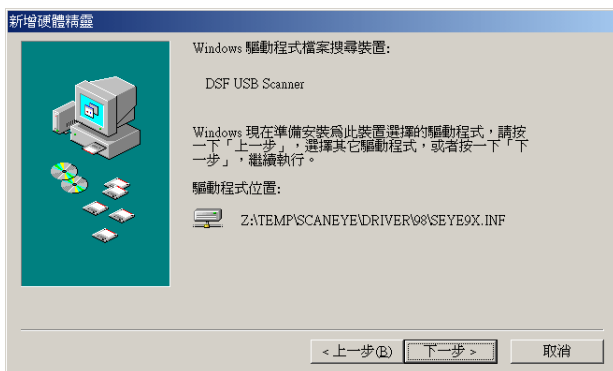 新增硬體精靈
Windows 驅動程式檔案搜尋裝置:
DSF USB Scanner
Windows 現在準備安裝為此裝置選擇的驅動程式，請按
一下「上一步」，選擇其它驅動程式，或者按一下「下
一步」，繼續執行。
驅動程式位置:
Z:\TEMP\SCANEYE\DRIVER\98\SEYE9X.INF
<上一步(B) 下一步 > 取消